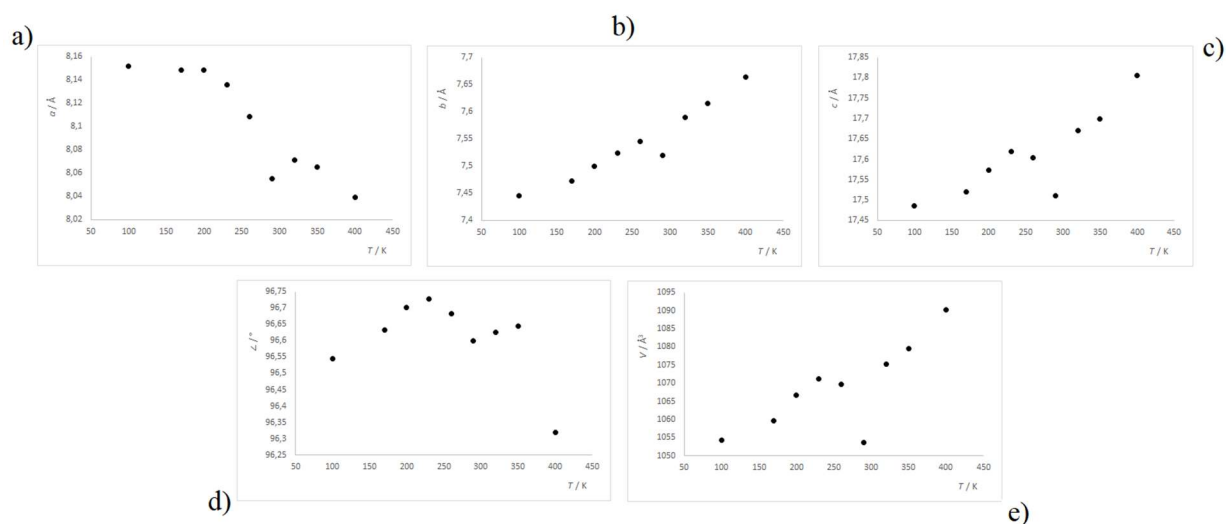 a)
8,16
8,14
8,12
8,1
8,08
8,06
8,04
8,02
a / Å
50 100 150 200 250 300 350 400 450
T / K
b)
7,7
7,65
7,6
7,55
7,5
7,45
7,4
b / Å
50 100 150 200 250 300 350 400 450
T / K
c)
17,85
17,8
17,75
17,7
17,65
17,6
17,55
17,5
17,45
c / Å
50 100 150 200 250 300 350 400 450
T / K
d)
96,75
96,7
96,65
96,6
96,55
96,5
96,45
96,4
96,35
96,3
96,25
∠ / °
50 100 150 200 250 300 350 400 450
T / K
e)
1095
1090
1085
1080
1075
1070
1065
1060
1055
1050
V / Å³
50 100 150 200 250 300 350 400 450
T / K